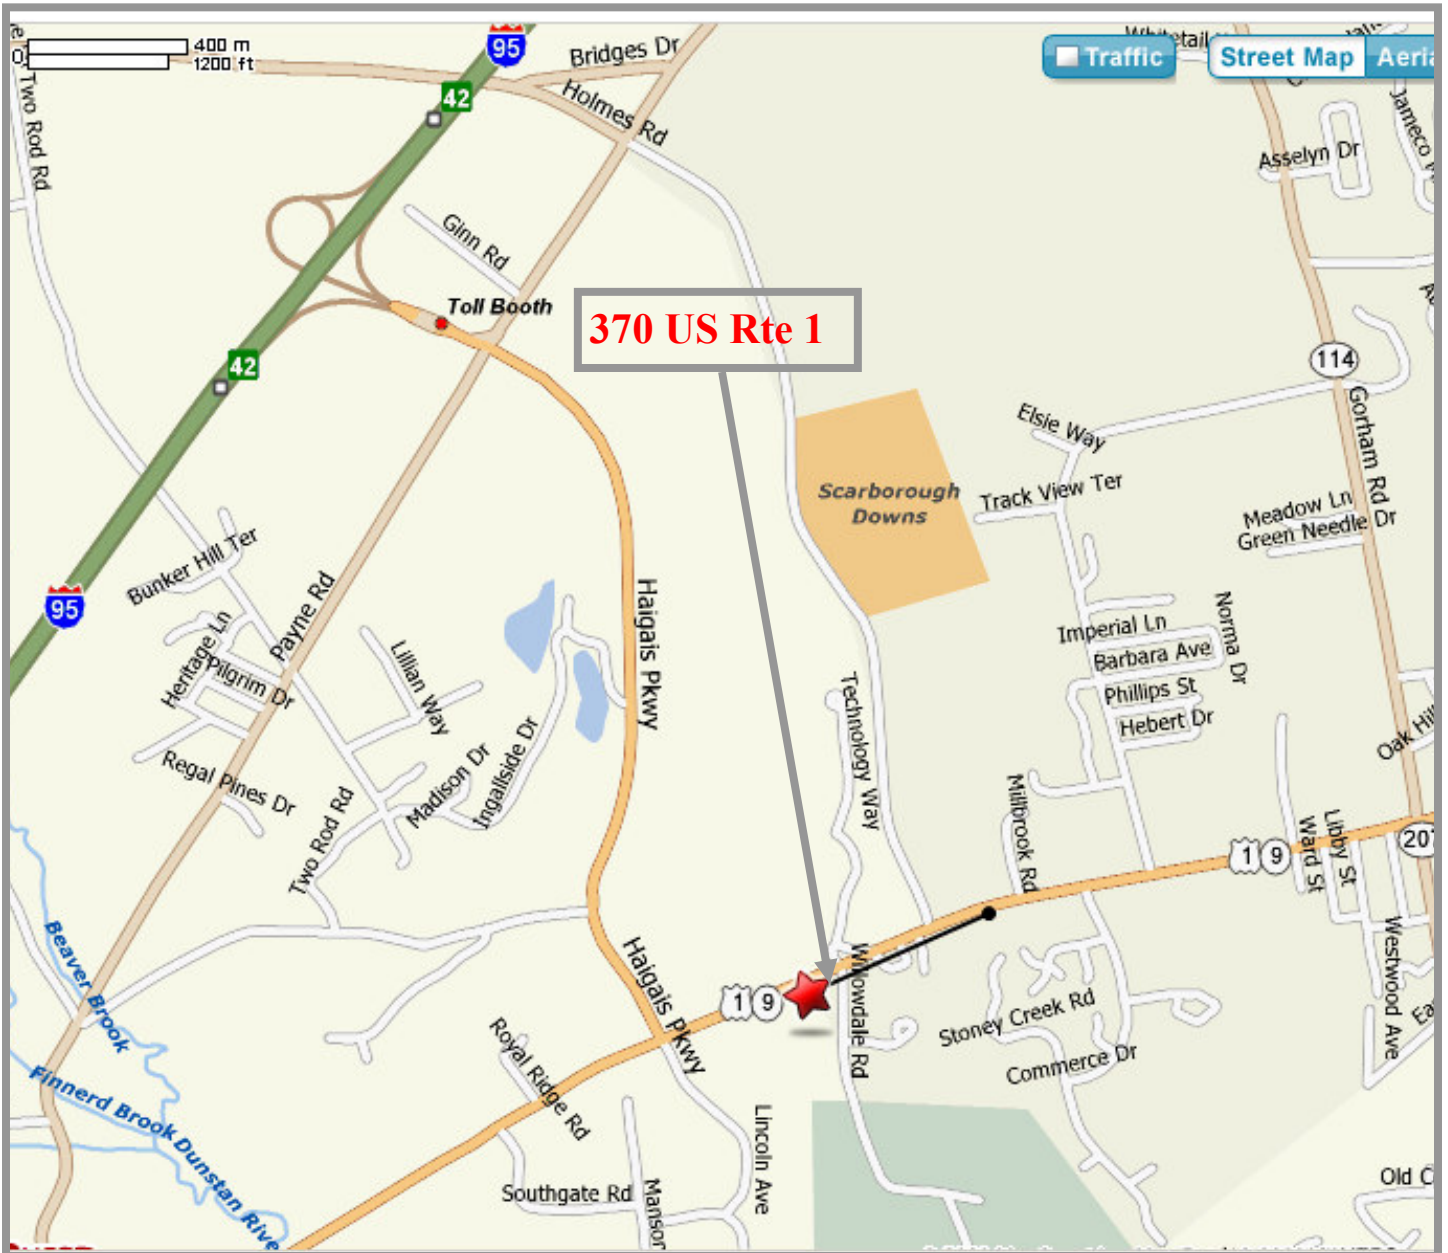 400 m
1200 ft
95
Bridges Dr
Traffic
Street Map
42
Holmes Rd
Two Rod Rd
Asselyn Dr
Ginn Rd
Toll Booth
370 US Rte 1
42
114
Elsie Way
Gorham Rd
Scarborough
Downs
Track View Ter
Meadow Ln
Green Needle Dr
Bunker Hill Ter
95
Payne Rd
Haigais Pkwy
Heritage Ln
Pilgrim Dr
Lillian Way
Imperial Ln
Norma Dr
Barbara Ave
Phillips St
Hebert Dr
Technology Way
Regal Pines Dr
Madison Dr
Ingallside Dr
Two Rod Rd
Millbrook Rd
1
9
Ward St
Libby St
207
Beaver Brook
Haigais Pkwy
1
9
Willowdale Rd
Westwood Ave
Stoney Creek Rd
Commerce Dr
Royal Ridge Rd
Finnerd Brook
Dunstan River
Lincoln Ave
Southgate Rd